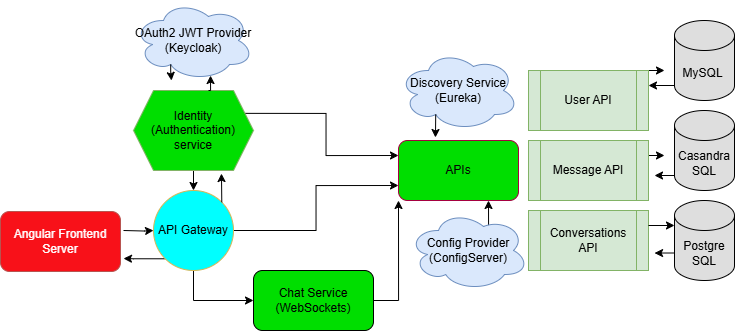 OAuth2 JWT Provider
(Keycloak)
Discovery Service
(Eureka)
MySQL
User API
Identity
(Authentication)
service
APIs
Message API
Casandra
SQL
Angular Frontend
Server
API Gateway
Config Provider
(ConfigServer)
Conversations
API
Postgre
SQL
Chat Service
(WebSockets)